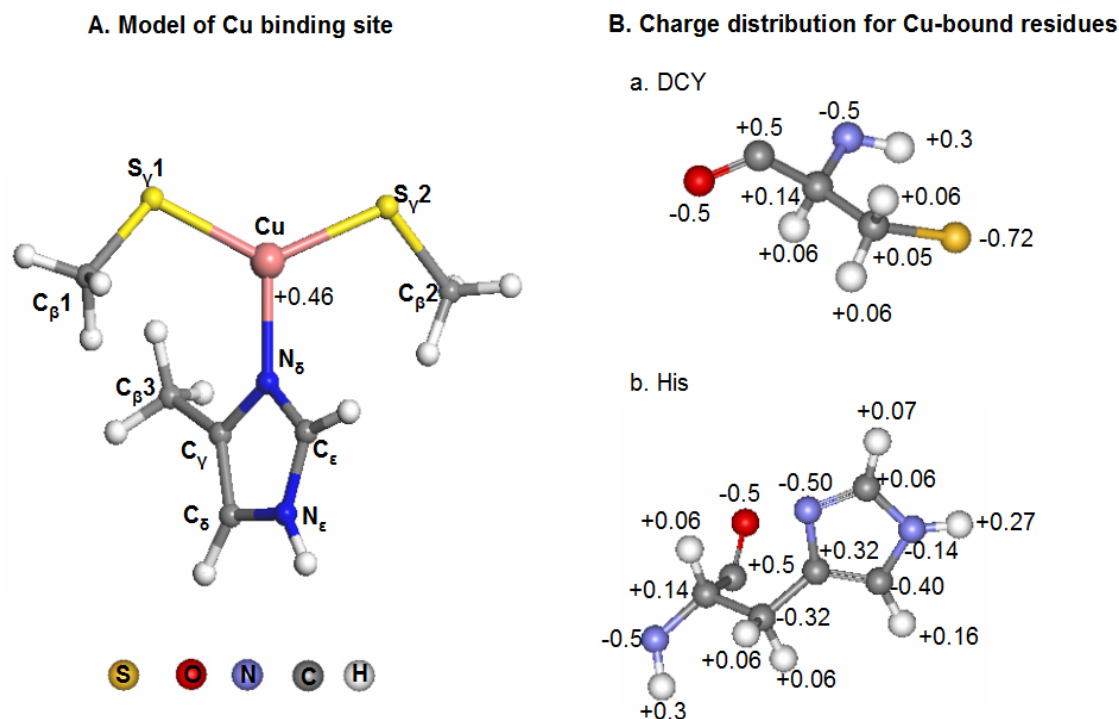 A. Model of Cu binding site
Sγ1
Sγ2
Cu
+0.46
Cβ1
Cβ2
Nδ
Cβ3
Cγ
Cε
Cδ
Nε
S O N C H
B. Charge distribution for Cu-bound residues
a. DCY
-0.5
+0.5
+0.3
-0.5
+0.14
+0.06
+0.06
+0.05
-0.72
+0.06
b. His
+0.07
-0.5
-0.50
+0.06
+0.06
+0.27
+0.5
+0.32
-0.14
+0.14
-0.40
-0.32
-0.5
+0.16
+0.06
+0.06
+0.3